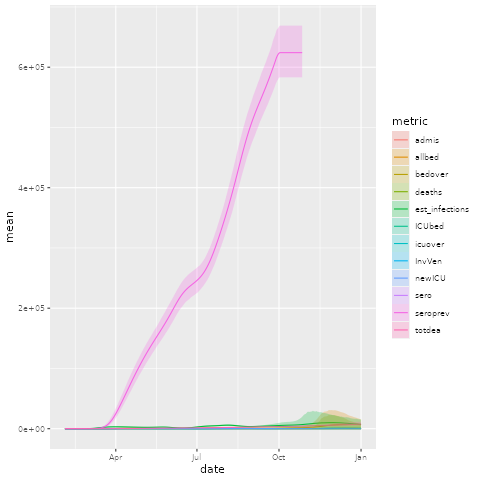 6e+05
4e+05
2e+05
0e+00
mean
Apr
Jul
Oct
Jan
date
metric
admis
allbed
bedover
deaths
est_infections
ICUbed
icuover
InvVen
newICU
sero
seroprev
totdea